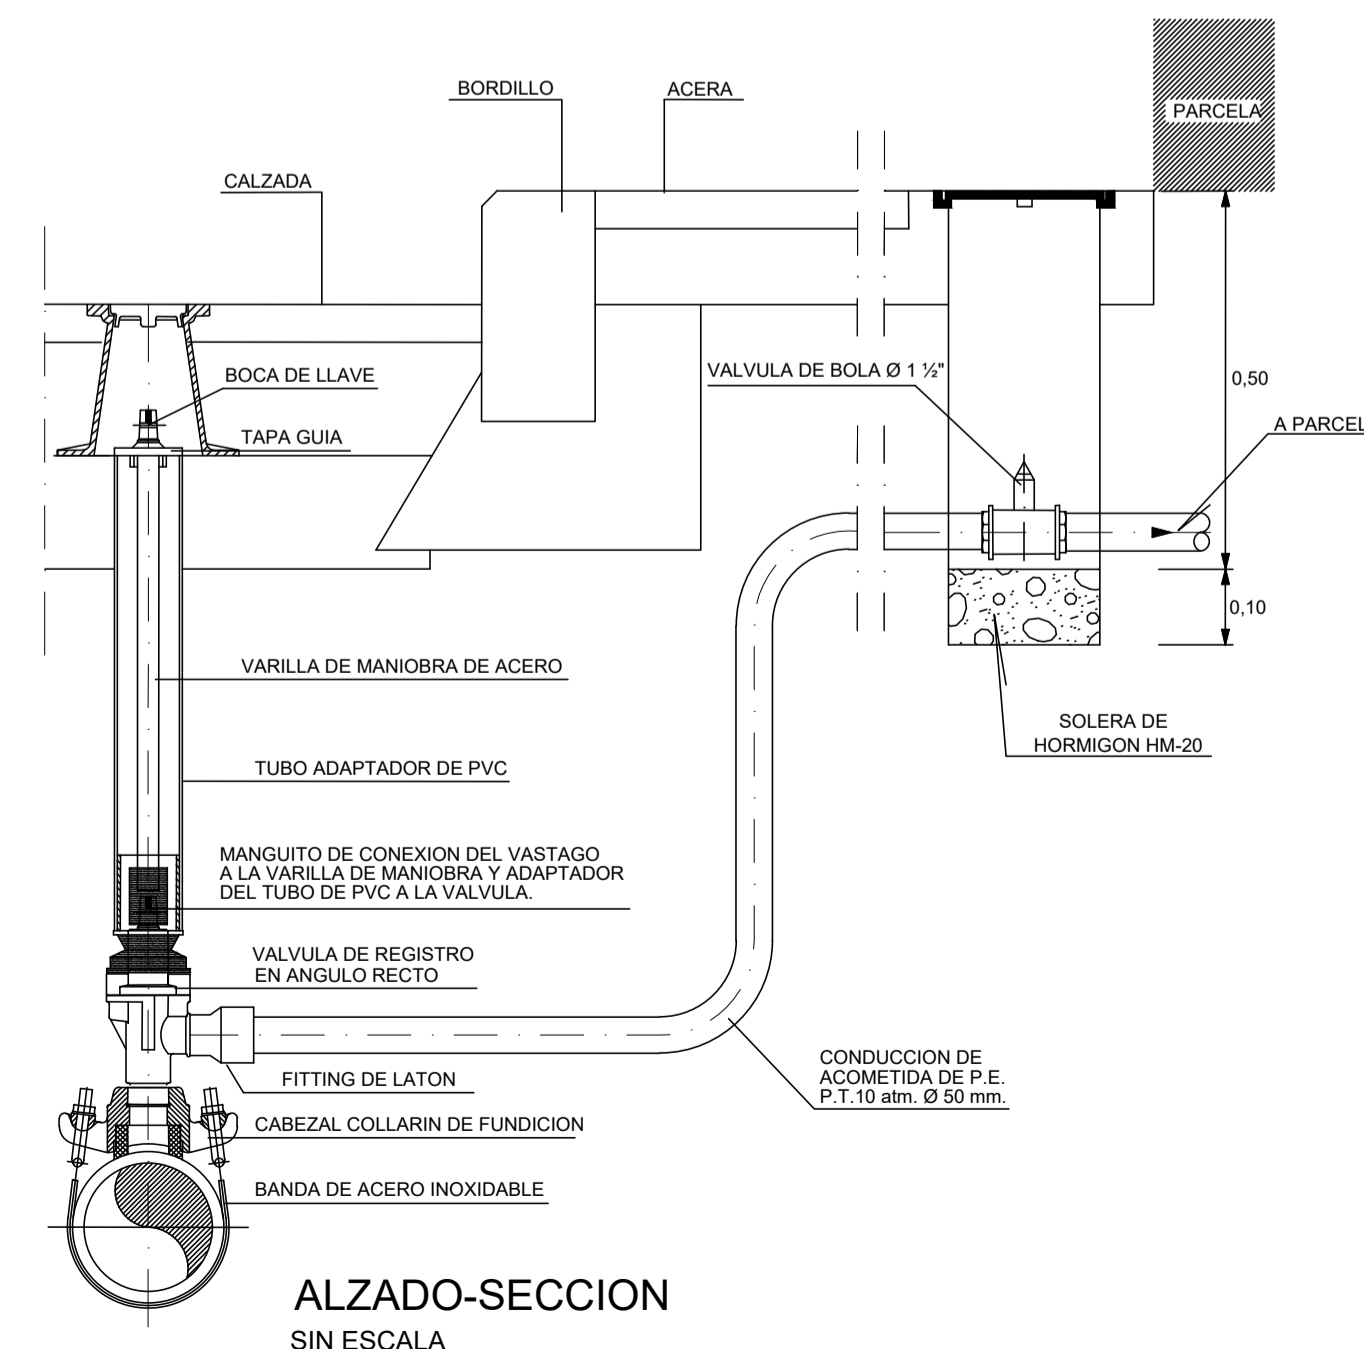 BORDILLO
ACERA
PARCELA
CALZADA
BOCA DE LLAVE
VALVULA DE BOLA Ø 1 ½"
0,50
TAPA GUIA
A PARCEL
0,10
VARILLA DE MANIOBRA DE ACERO
SOLERA DE
HORMIGON HM-20
TUBO ADAPTADOR DE PVC
MANGUITO DE CONEXION DEL VASTAGO
A LA VARILLA DE MANIOBRA Y ADAPTADOR
DEL TUBO DE PVC A LA VALVULA.
VALVULA DE REGISTRO
EN ANGULO RECTO
FITTING DE LATON
CONDUCCION DE
ACOMETIDA DE P.E.
P.T.10 atm. Ø 50 mm.
CABEZAL COLLARIN DE FUNDICION
BANDA DE ACERO INOXIDABLE
ALZADO-SECCION
SIN ESCALA